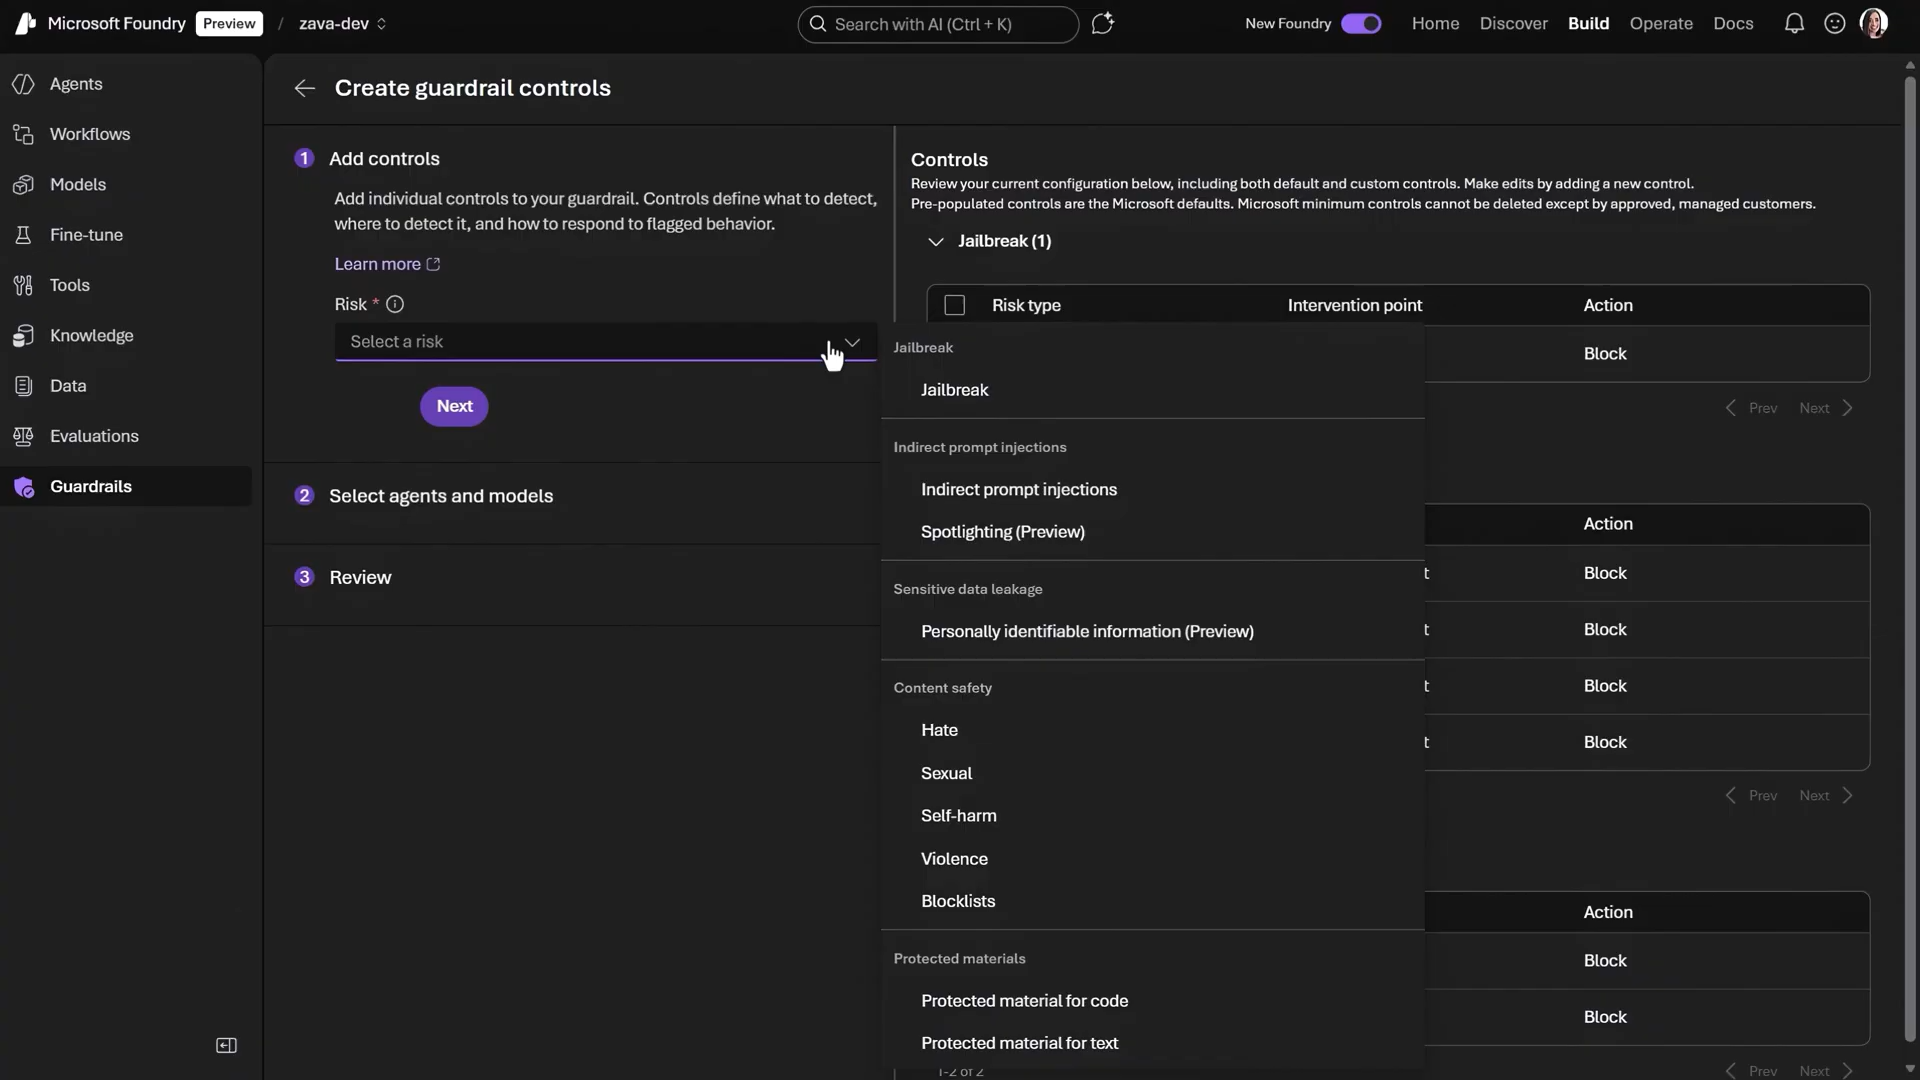 Microsoft Foundry Preview / zava-dev
Search with AI (Ctrl + K)
New Foundry Home Discover Build Operate Docs
Agents
Workflows
Models
Fine-tune
Tools
Knowledge
Data
Evaluations
Guardrails
Create guardrail controls
1 Add controls
Add individual controls to your guardrail. Controls define what to detect,
where to detect it, and how to respond to flagged behavior.
Learn more
Risk *
Select a risk
Next
2 Select agents and models
3 Review
Controls
Review your current configuration below, including both default and custom controls. Make edits by adding a new control.
Pre-populated controls are the Microsoft defaults. Microsoft minimum controls cannot be deleted except by approved, managed customers.
Jailbreak (1)
Risk type Intervention point Action
Block
Prev Next
Jailbreak
Jailbreak
Indirect prompt injections
Indirect prompt injections
Spotlighting (Preview)
Sensitive data leakage
Personally identifiable information (Preview)
Content safety
Hate
Sexual
Self-harm
Violence
Blocklists
Protected materials
Protected material for code
Protected material for text
Action
t Block
t Block
t Block
t Block
Prev Next
Action
Block
Block
1-2 of 2
Prev Next